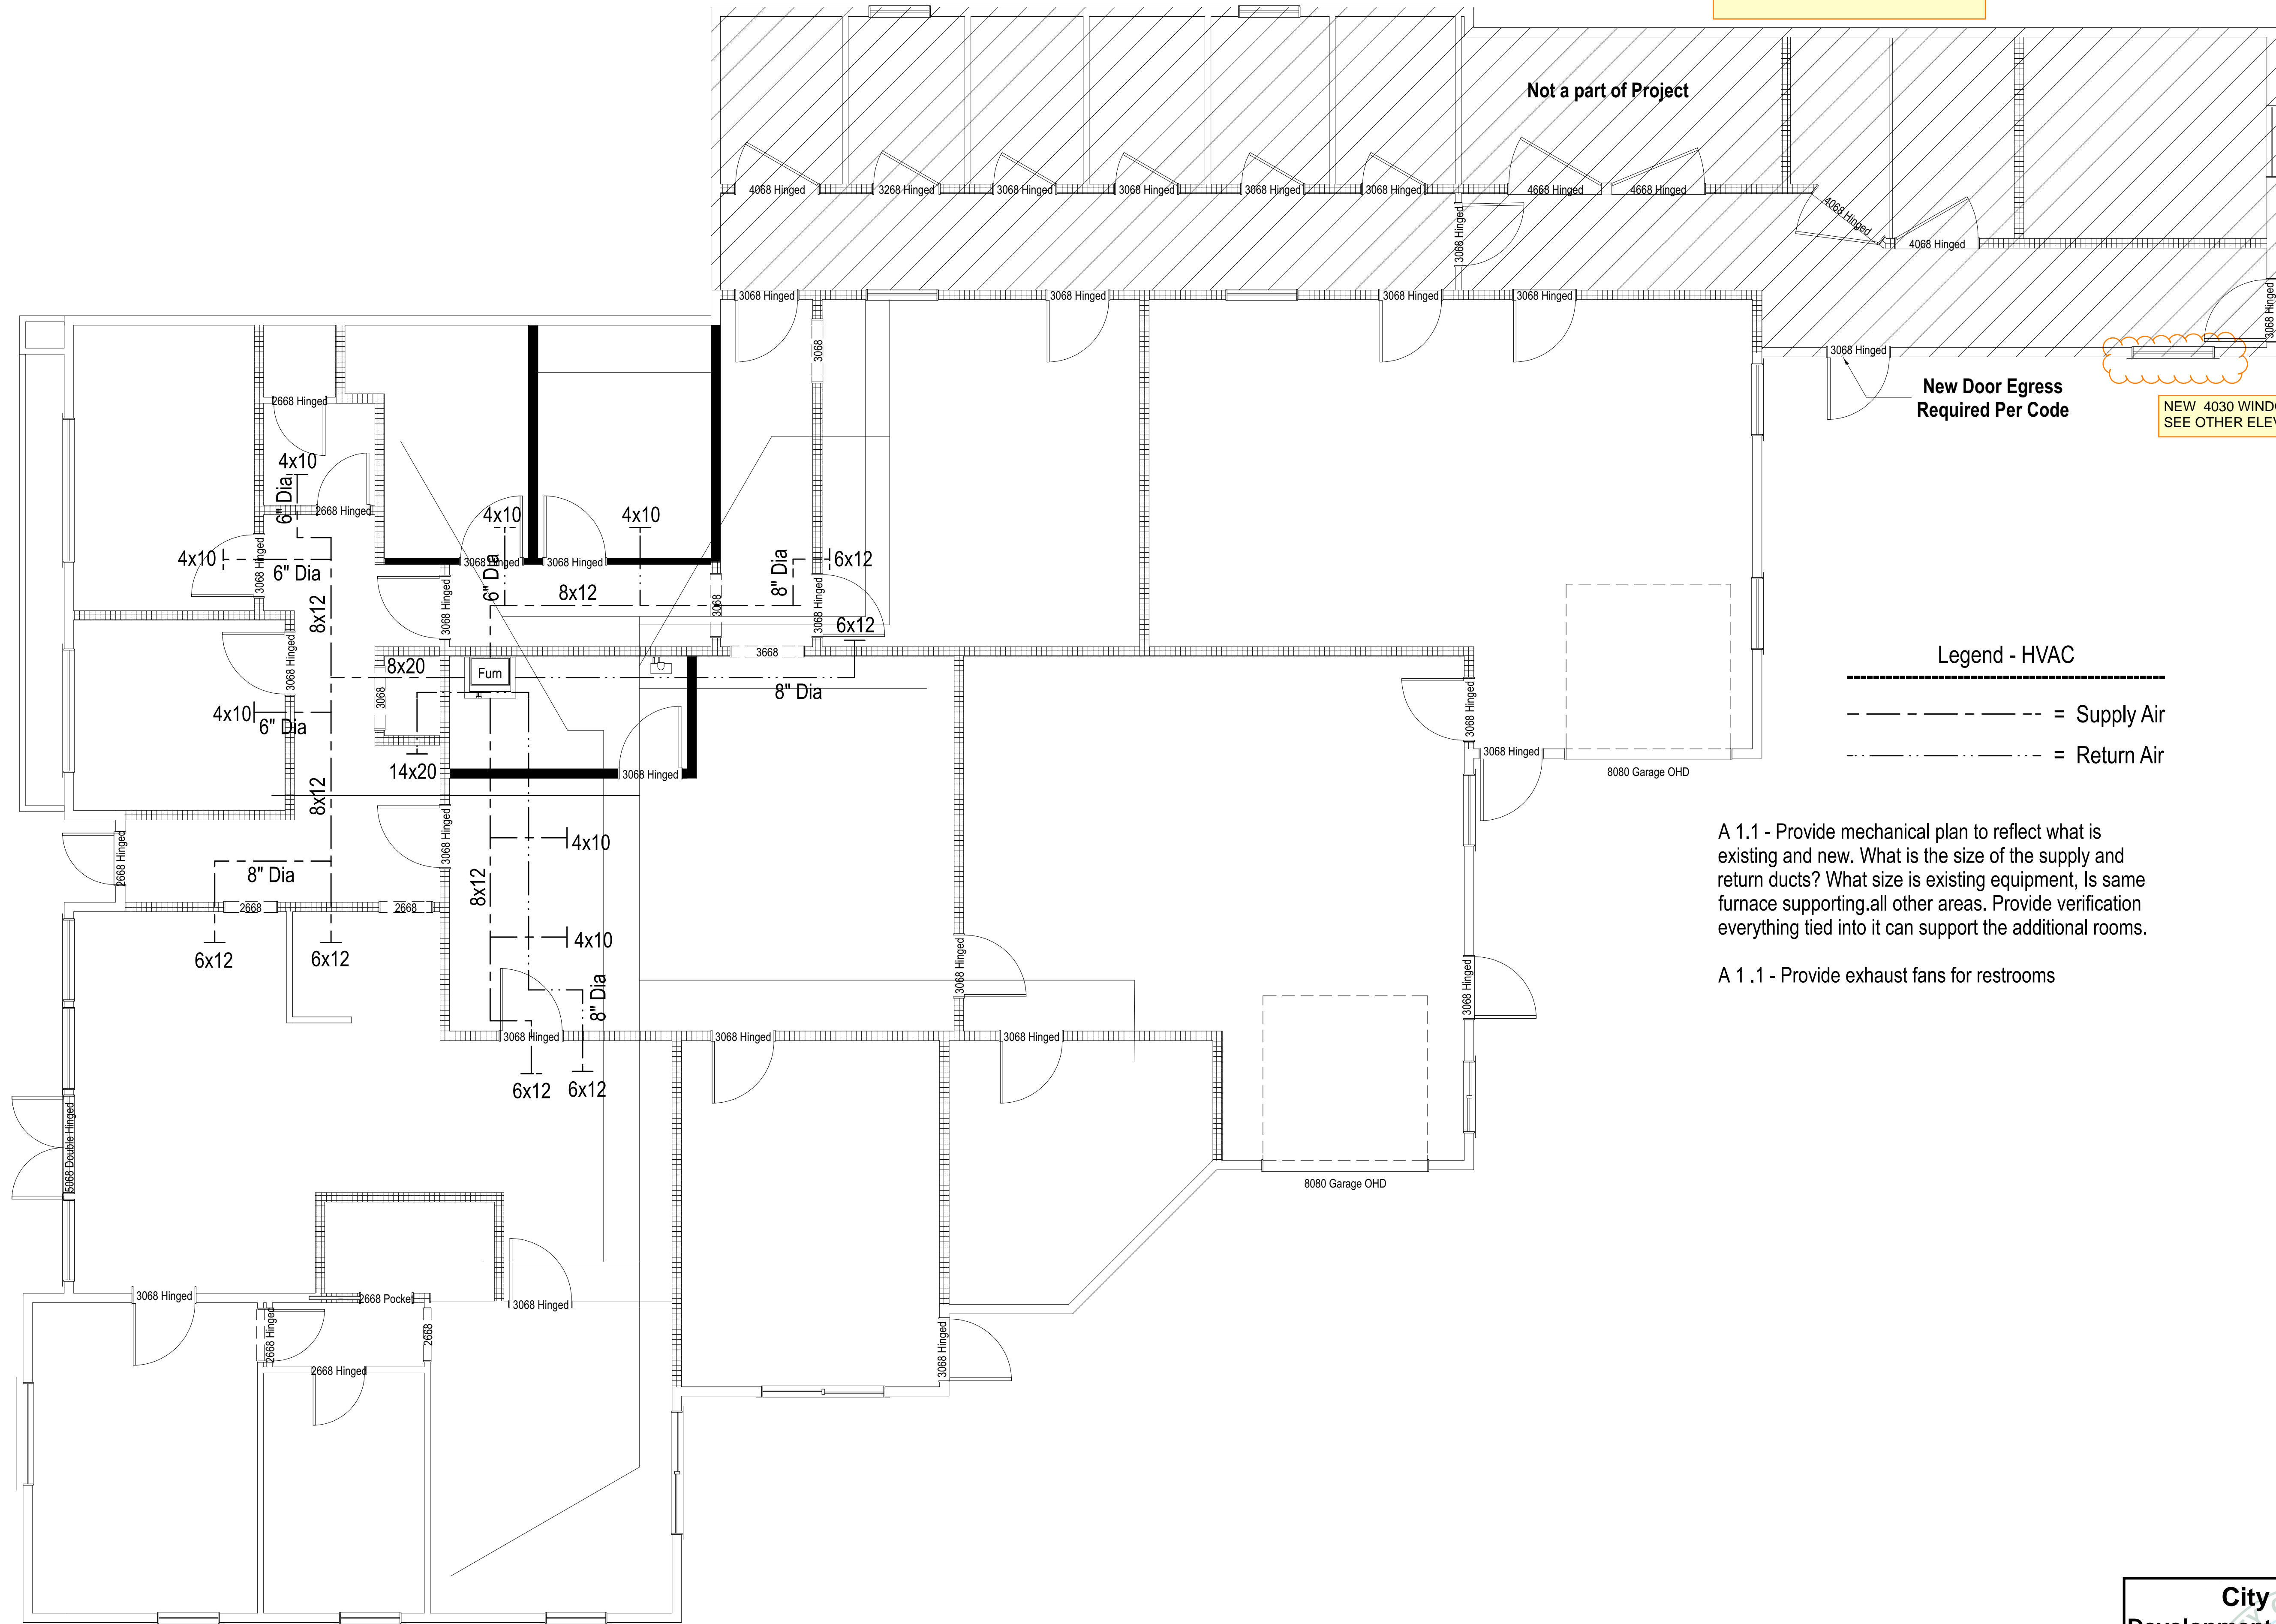 Not a part of Project
4068 Hinged
3268 Hinged
3068 Hinged
3068 Hinged
3068 Hinged
3068 Hinged
4668 Hinged
4668 Hinged
4068 Hinged
4068 Hinged
3068 Hinged
3068 Hinged
3068 Hinged
3068 Hinged
3068 Hinged
3068 Hinged
3068
3068 Hinged
New Door Egress
Required Per Code
NEW 4030
SEE OTHER
2668 Hinged
4x10
6" Dia
2668 Hinged
4x10
4x10
4x10
6" Dia
3068 Hinged
3068 Hinged
3068 Hinged
6" Dia
8x12
8" Dia
6x12
8x12
3068 Hinged
3068
3068 Hinged
6x12
3068 Hinged
8x20
Furn
3668
8" Dia
3068
4x10
6" Dia
14x20
3068 Hinged
3068 Hinged
3068 Hinged
8080 Garage OHD
Legend - HVAC
= Supply Air
= Return Air
8x12
2668 Hinged
3068 Hinged
4x10
8x12
8" Dia
2668
2668
4x10
6x12
6x12
8" Dia
3068 Hinged
3068 Hinged
A 1.1 - Provide mechanical plan to reflect what is
existing and new. What is the size of the supply and
return ducts? What size is existing equipment, Is same
furnace supporting.all other areas. Provide verification
everything tied into it can support the additional rooms.
A 1 .1 - Provide exhaust fans for restrooms
3068 Hinged
3068 Hinged
3068 Hinged
6x12
6x12
5068 Double Hinged
8080 Garage OHD
3068 Hinged
2668 Pocket
3068 Hinged
2668 Hinged
2668
3068 Hinged
2668 Hinged
City